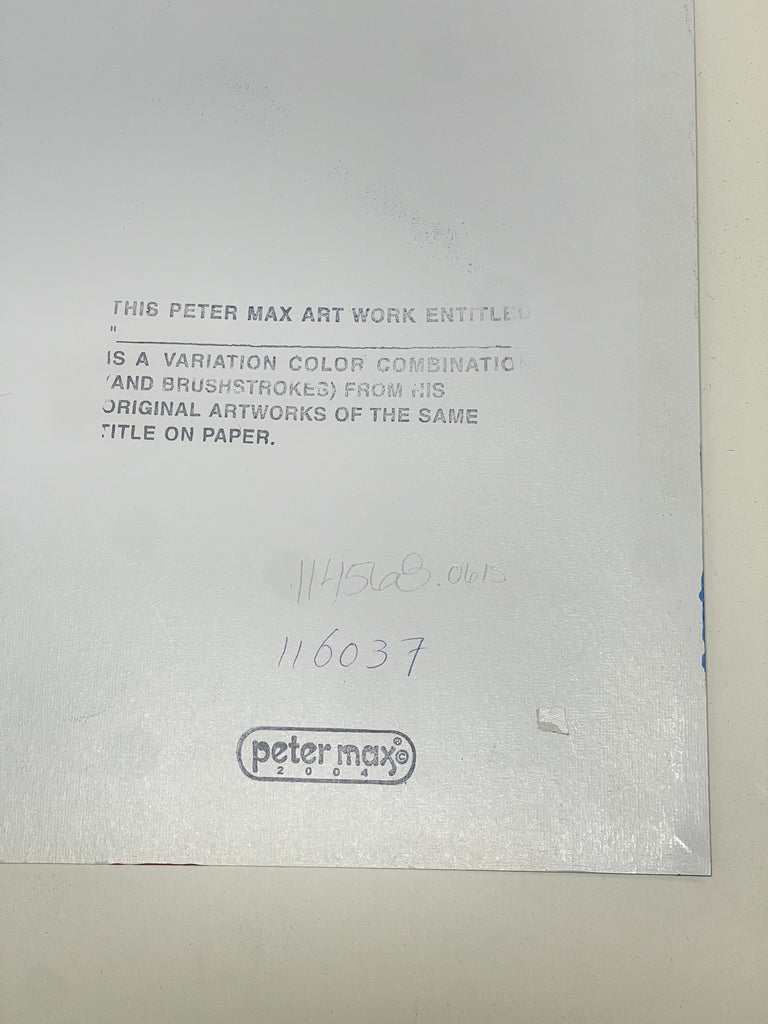 THIS PETER MAX ART WORK ENTITLED
"
IS A VARIATION COLOR COMBINATION
(AND BRUSHSTROKES) FROM HIS
ORIGINAL ARTWORKS OF THE SAME
TITLE ON PAPER.
114568.0615
116037
peter max®©
2004